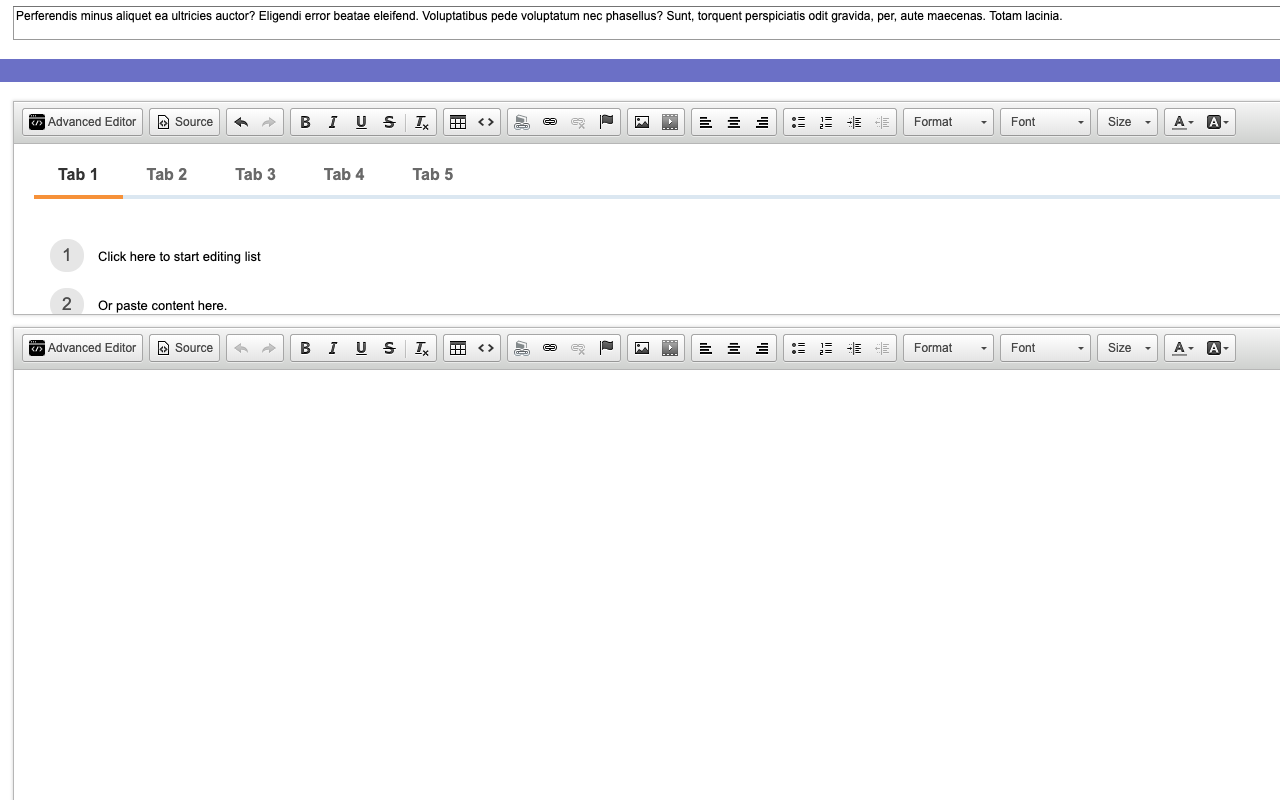 Perferendis minus aliquet ea ultricies auctor? Eligendi error beatae eleifend. Voluptatibus pede voluptatum nec phasellus? Sunt, torquent perspiciatis odit gravida, per, aute maecenas. Totam lacinia.
Advanced Editor Source Format Font Size
Tab 1 Tab 2 Tab 3 Tab 4 Tab 5
1 Click here to start editing list
2 Or paste content here.
Advanced Editor Source Format Font Size